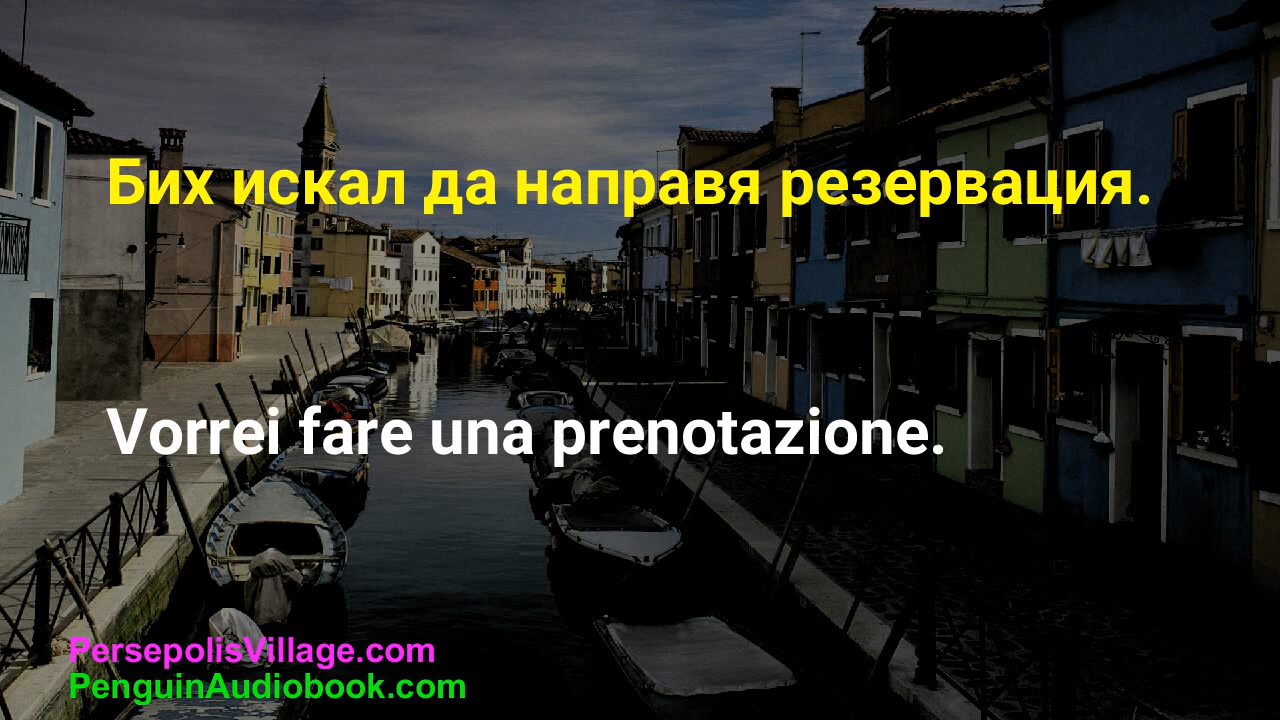 Бих искал да направя резервация.
Vorrei fare una prenotazione.
PersepolisVillage.com
PenguinAudiobook.com